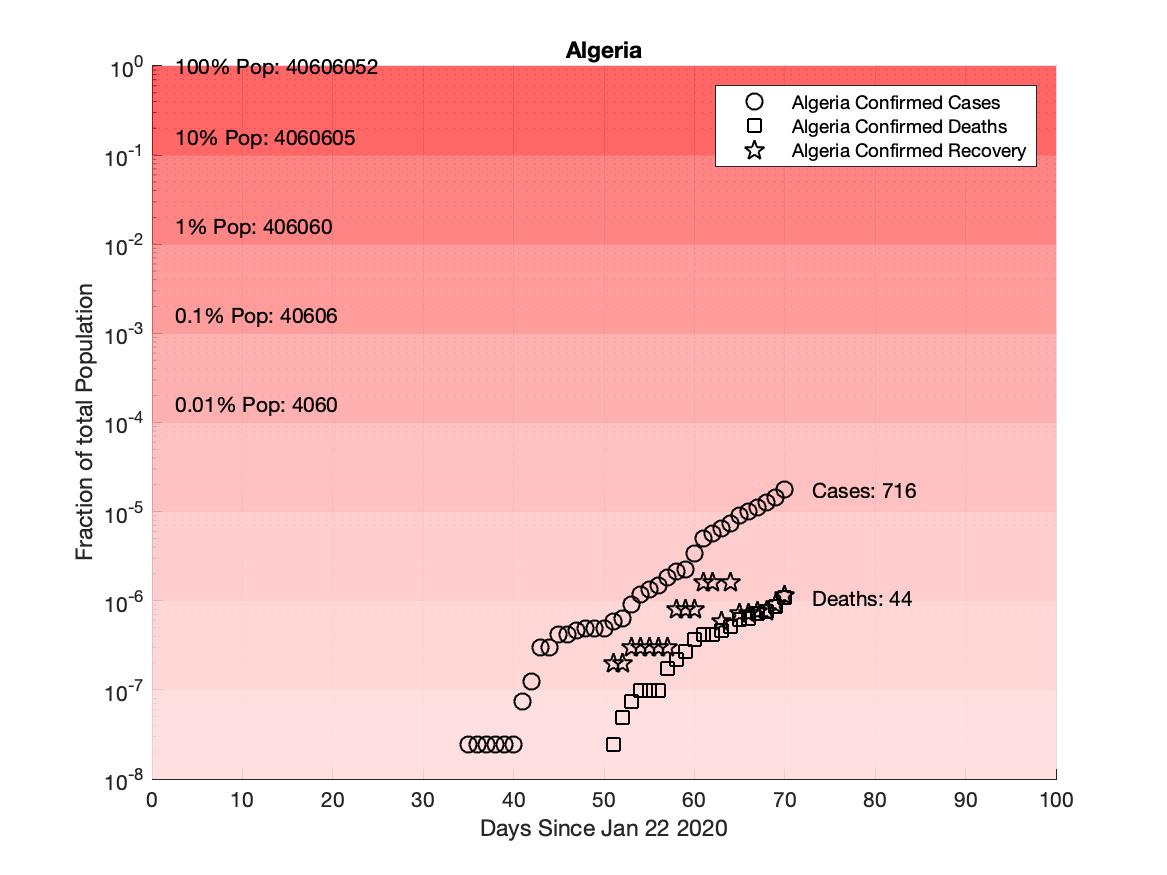 Algeria
10^0
100% Pop: 40606052
Algeria Confirmed Cases
Algeria Confirmed Deaths
Algeria Confirmed Recovery
10% Pop: 4060605
10^-1
1% Pop: 406060
10^-2
0.1% Pop: 40606
10^-3
0.01% Pop: 4060
10^-4
Cases: 716
10^-5
10^-6
Deaths: 44
10^-7
10^-8
Fraction of total Population
0 10 20 30 40 50 60 70 80 90 100
Days Since Jan 22 2020